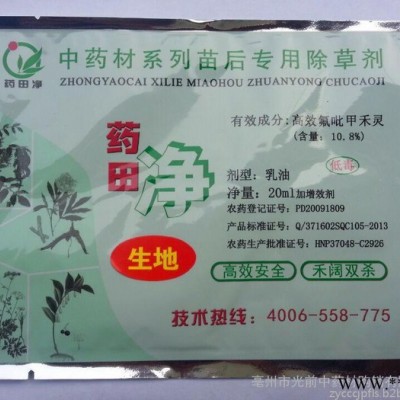 中药材系列苗后专用除草剂
ZHONGYAOCAI XILIE MIAOHOU ZHUANYONG CHUCAOJI
药田净
有效成分:高效氟吡甲禾灵
(含量:10.8%)
低毒
药田净
剂型:乳油
净量:20ml加增效剂
农药登记证号:PD20091809
产品标准证号:Q/371602SQC105-2013
农药生产批准证号:HNP37048-C2926
生地
高效安全
禾阔双杀
技术热线:4006-558-775